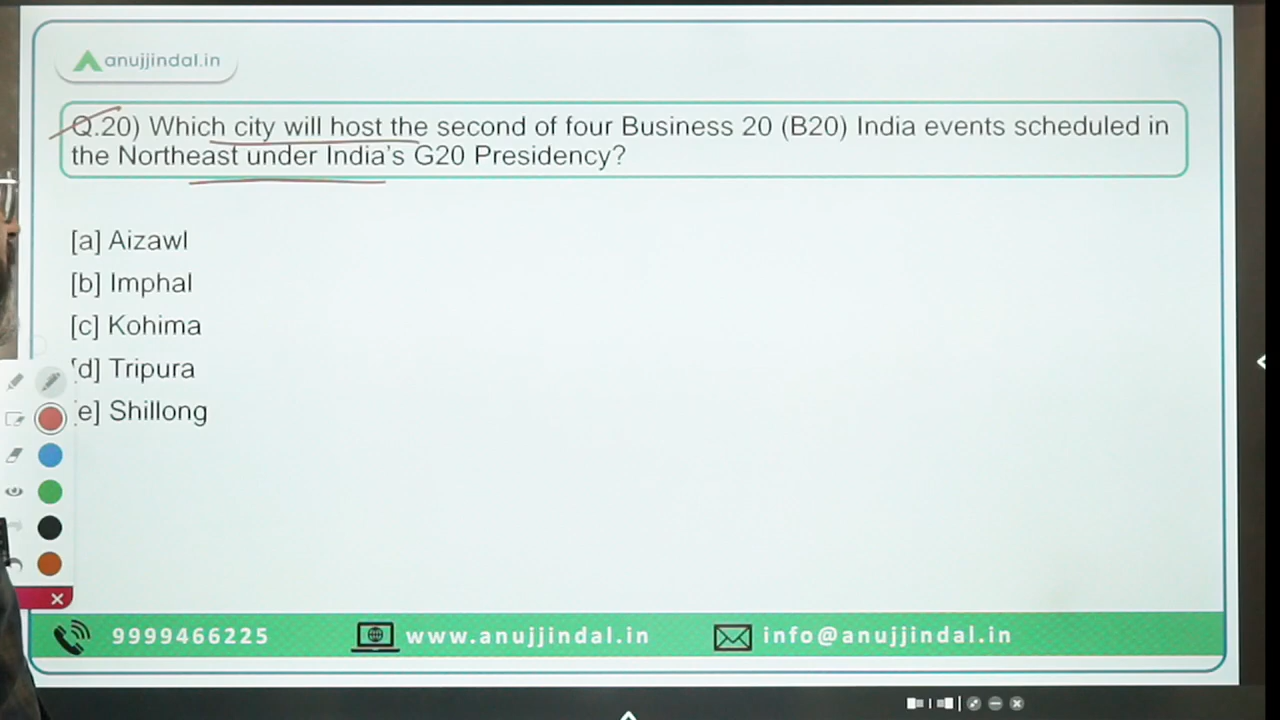 anujjindal.in
Q.20) Which city will host the second of four Business 20 (B20) India events scheduled in
the Northeast under India's G20 Presidency?
[a] Aizawl
[b] Imphal
[c] Kohima
[d] Tripura
[e] Shillong
9999466225 www.anujjindal.in info@anujjindal.in